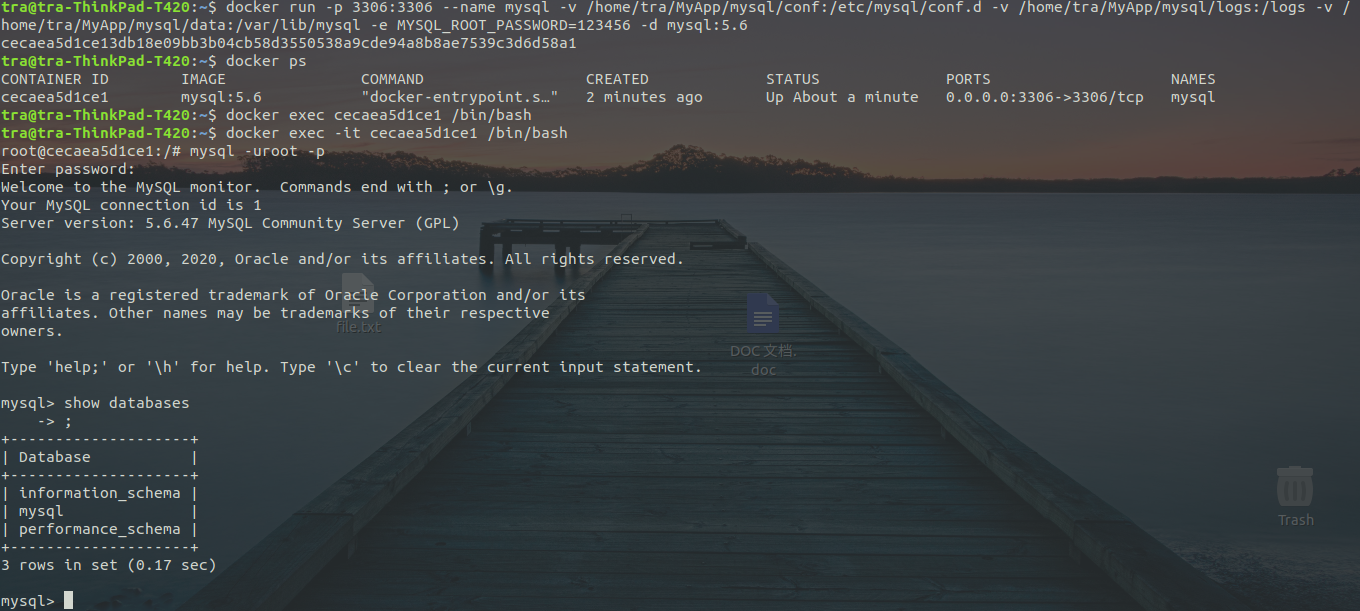 tra@tra-ThinkPad-T420:~$ docker run -p 3306:3306 --name mysql -v /home/tra/MyApp/mysql/conf:/etc/mysql/conf.d -v /home/tra/MyApp/mysql/logs:/logs -v /
home/tra/MyApp/mysql/data:/var/lib/mysql -e MYSQL_ROOT_PASSWORD=123456 -d mysql:5.6
cecaea5d1ce13db18e09bb3b04cb58d3550538a9cde94a8b8ae7539c3d6d58a1
tra@tra-ThinkPad-T420:~$ docker ps
CONTAINER ID        IMAGE               COMMAND                  CREATED             STATUS              PORTS                    NAMES
cecaea5d1ce1        mysql:5.6           "docker-entrypoint.s…"   2 minutes ago       Up About a minute   0.0.0.0:3306->3306/tcp   mysql
tra@tra-ThinkPad-T420:~$ docker exec cecaea5d1ce1 /bin/bash
tra@tra-ThinkPad-T420:~$ docker exec -it cecaea5d1ce1 /bin/bash
root@cecaea5d1ce1:/# mysql -uroot -p
Enter password:
Welcome to the MySQL monitor.  Commands end with ; or \g.
Your MySQL connection id is 1
Server version: 5.6.47 MySQL Community Server (GPL)
Copyright (c) 2000, 2020, Oracle and/or its affiliates. All rights reserved.
Oracle is a registered trademark of Oracle Corporation and/or its
affiliates. Other names may be trademarks of their respective
owners.
file.txt
DOC 文档.
doc
Type 'help;' or '\h' for help. Type '\c' to clear the current input statement.
mysql> show databases
    -> ;
+--------------------+
| Database           |
+--------------------+
| information_schema |
| mysql              |
| performance_schema |
+--------------------+
3 rows in set (0.17 sec)
Trash
mysql>